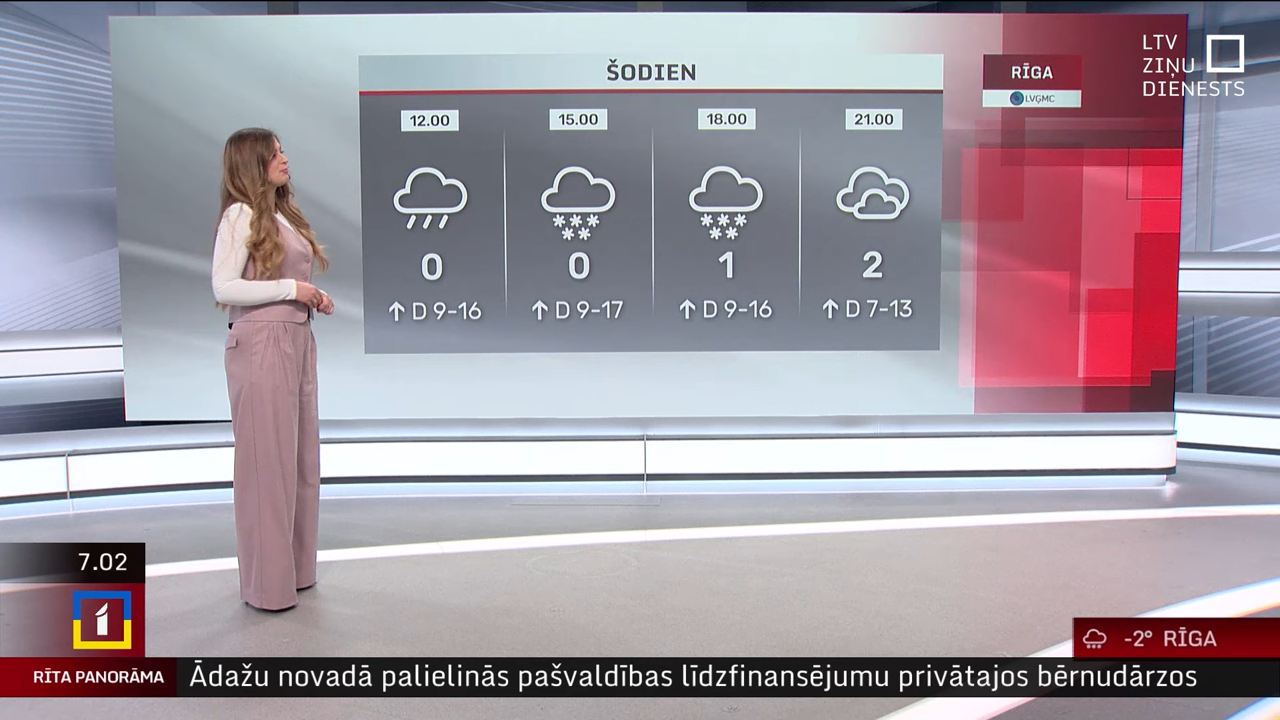 LTV
ZIŅU
DIENESTS
ŠODIEN
RĪGA
LVĢMC
12.00
15.00
18.00
21.00
0
0
1
2
↑ D 9-16
↑ D 9-17
↑ D 9-16
↑ D 7-13
7.02
1
-2° RĪGA
RĪTA PANORĀMA
Ādažu novadā palielinās pašvaldības līdzfinansējumu privātajos bērnudārzos